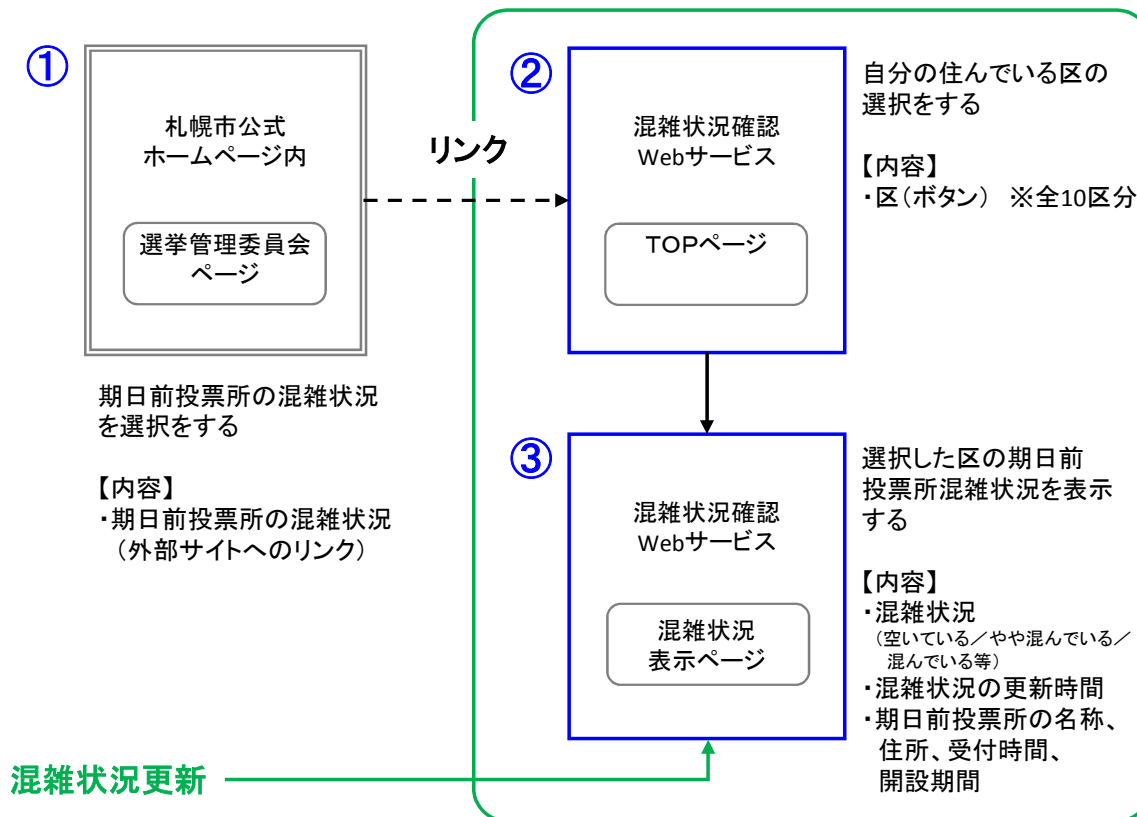 ①
札幌市公式
ホームページ内
選挙管理委員会
ページ
期日前投票所の混雑状況
を選択をする
【内容】
・期日前投票所の混雑状況
（外部サイトへのリンク）
リンク
②
混雑状況確認
Webサービス
TOPページ
自分の住んでいる区の
選択をする
【内容】
・区（ボタン） ※全10区分
③
混雑状況確認
Webサービス
混雑状況
表示ページ
選択した区の期日前
投票所混雑状況を表示
する
【内容】
・混雑状況
（空いている／やや混んでいる／
混んでいる等）
・混雑状況の更新時間
・期日前投票所の名称、
住所、受付時間、
開設期間
混雑状況更新